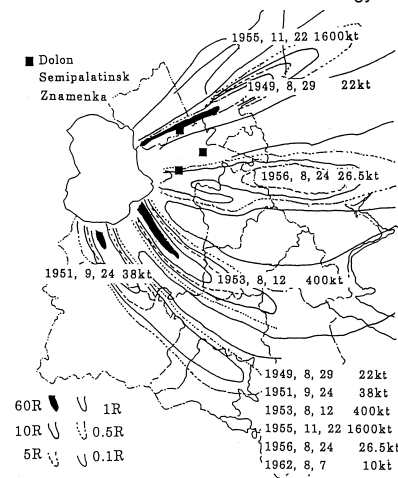 1955, 11, 22 1600kt
Dolon
Semipalatinsk
Znamenka
1949, 8, 29 22kt
1956, 8, 24 26.5kt
1951, 9, 24 38kt
1953, 8, 12 400kt
1949, 8, 29 22kt
1951, 9, 24 38kt
1953, 8, 12 400kt
1955, 11, 22 1600kt
1956, 8, 24 26.5kt
1962, 8, 7 10kt
60R 1R
10R 0.5R
5R 0.1R